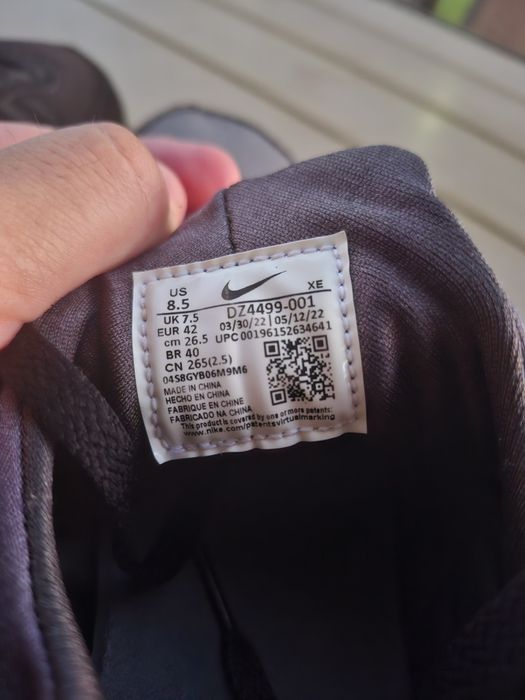 US XE
8.5
UK 7.5 DZ4499-001
EUR 42 03/30/22 | 05/12/22
cm 26.5 UPC00196152634641
BR 40
CN 265(2.5)
04S8GYB06M9M6
MADE IN CHINA
HECHO EN CHINA
FABRIQUE EN CHINE
FABRICADO NA CHINA
This product is covered by one or more patents:
www.nike.com/patentsvirtualmarking